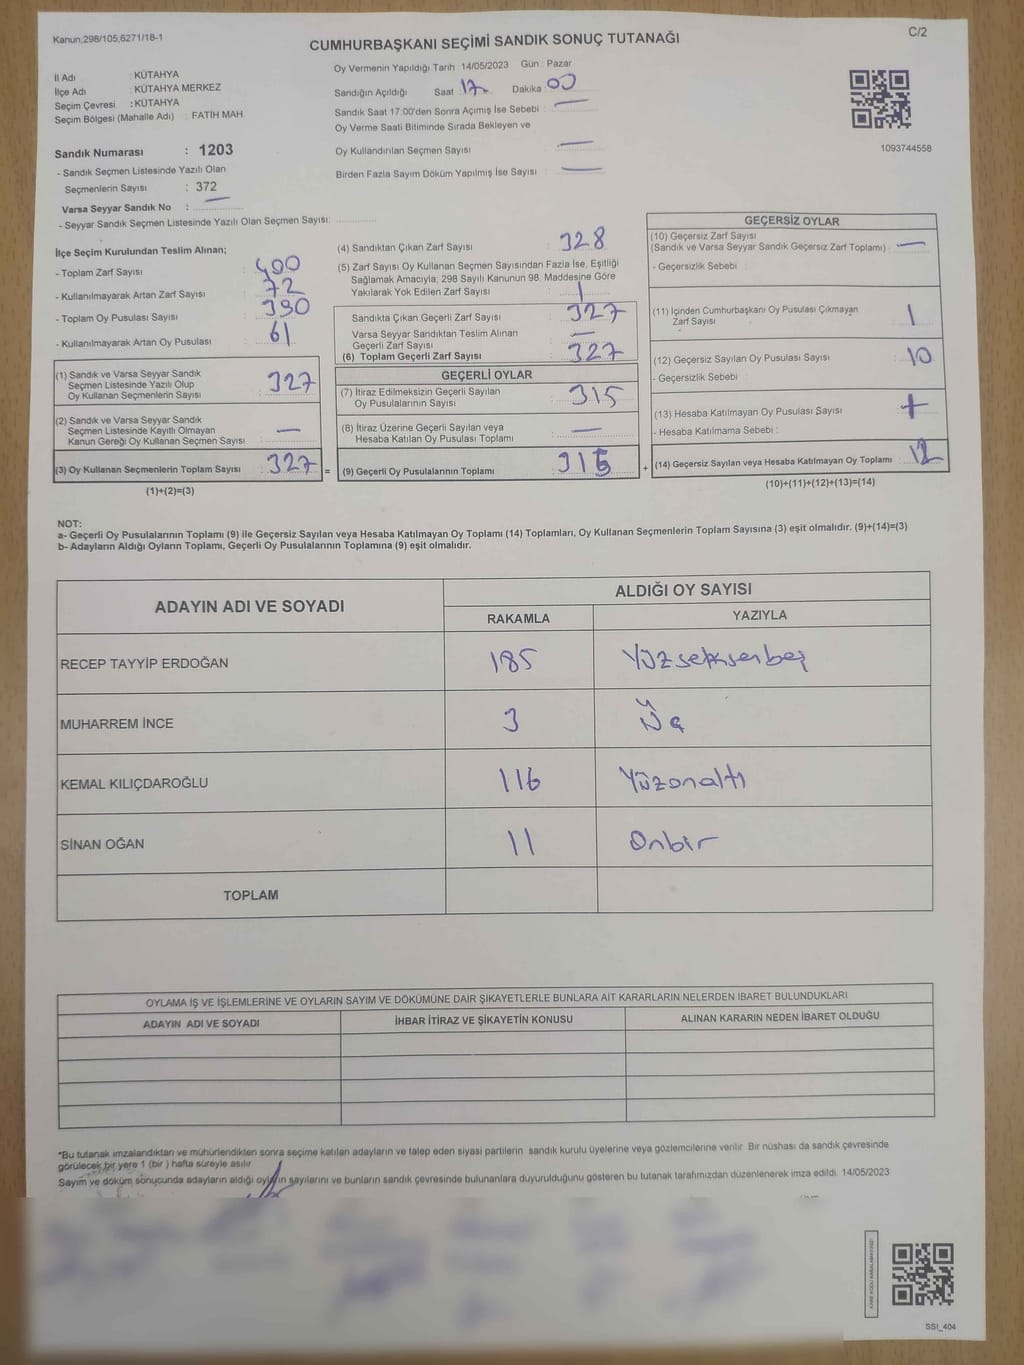 Kanun:298/105;6271/18-1
C/2
CUMHURBAŞKANI SEÇİMİ SANDIK SONUÇ TUTANAĞI
İl Adı : KÜTAHYA
İlçe Adı : KÜTAHYA MERKEZ
Seçim Çevresi : KÜTAHYA
Seçim Bölgesi (Mahalle Adı) : FATİH MAH
Oy Vermenin Yapıldığı Tarih : 14/05/2023 Gün : Pazar
Sandığın Açıldığı Saat : 17 Dakika : 00
Sandık Saat 17:00'den Sonra Açımış İse Sebebi : —
Oy Verme Saati Bitiminde Sırada Bekleyen ve
Oy Kullandırılan Seçmen Sayısı : —
Birden Fazla Sayım Döküm Yapılmış İse Sayısı : —
1093744558
Sandık Numarası : 1203
- Sandık Seçmen Listesinde Yazılı Olan
Seçmenlerin Sayısı : 372
Varsa Seyyar Sandık No : —
- Seyyar Sandık Seçmen Listesinde Yazılı Olan Seçmen Sayısı:
İlçe Seçim Kurulundan Teslim Alınan;
- Toplam Zarf Sayısı : 400
- Kullanılmayarak Artan Zarf Sayısı : 72
- Toplam Oy Pusulası Sayısı : 390
- Kullanılmayarak Artan Oy Pusulası : 61
(1) Sandık ve Varsa Seyyar Sandık
Seçmen Listesinde Yazılı Olup
Oy Kullanan Seçmenlerin Sayısı : 327
(2) Sandık ve Varsa Seyyar Sandık
Seçmen Listesinde Kayıtlı Olmayan
Kanun Gereği Oy Kullanan Seçmen Sayısı : —
(3) Oy Kullanan Seçmenlerin Toplam Sayısı : 327 =
(1)+(2)=(3)
(4) Sandıktan Çıkan Zarf Sayısı : 328
(5) Zarf Sayısı Oy Kullanan Seçmen Sayısından Fazla İse, Eşitliği
Sağlamak Amacıyla; 298 Sayılı Kanunun 98. Maddesine Göre
Yakılarak Yok Edilen Zarf Sayısı : 1
Sandıkta Çıkan Geçerli Zarf Sayısı : 327
Varsa Seyyar Sandıktan Teslim Alınan
Geçerli Zarf Sayısı : —
(6) Toplam Geçerli Zarf Sayısı : 327
GEÇERLİ OYLAR
(7) İtiraz Edilmeksizin Geçerli Sayılan
Oy Pusulalarının Sayısı : 315
(8) İtiraz Üzerine Geçerli Sayılan veya
Hesaba Katılan Oy Pusulası Toplamı : —
(9) Geçerli Oy Pusulalarının Toplamı : 315 +
GEÇERSİZ OYLAR
(10) Geçersiz Zarf Sayısı
(Sandık ve Varsa Seyyar Sandık Geçersiz Zarf Toplamı) : —
- Geçersizlik Sebebi :
(11) İçinden Cumhurbaşkanı Oy Pusulası Çıkmayan
Zarf Sayısı : 1
(12) Geçersiz Sayılan Oy Pusulası Sayısı : 10
- Geçersizlik Sebebi :
(13) Hesaba Katılmayan Oy Pusulası Sayısı :
- Hesaba Katılmama Sebebi :
(14) Geçersiz Sayılan veya Hesaba Katılmayan Oy Toplamı : 12
(10)+(11)+(12)+(13)=(14)
NOT:
a- Geçerli Oy Pusulalarının Toplamı (9) ile Geçersiz Sayılan veya Hesaba Katılmayan Oy Toplamı (14) Toplamları, Oy Kullanan Seçmenlerin Toplam Sayısına (3) eşit olmalıdır. (9)+(14)=(3)
b- Adayların Aldığı Oyların Toplamı, Geçerli Oy Pusulalarının Toplamına (9) eşit olmalıdır.
ADAYIN ADI VE SOYADI
ALDIĞI OY SAYISI
RAKAMLA YAZIYLA
RECEP TAYYİP ERDOĞAN 185 Yüzseksenbeş
MUHARREM İNCE 3 Üç
KEMAL KILIÇDAROĞLU 116 Yüzonaltı
SİNAN OĞAN 11 Onbir
TOPLAM
OYLAMA İŞ VE İŞLEMLERİNE VE OYLARIN SAYIM VE DÖKÜMÜNE DAİR ŞİKAYETLERLE BUNLARA AİT KARARLARIN NELERDEN İBARET BULUNDUKLARI
ADAYIN ADI VE SOYADI İHBAR İTİRAZ VE ŞİKAYETİN KONUSU ALINAN KARARIN NEDEN İBARET OLDUĞU
*Bu tutanak imzalandıktan ve mühürlendikten sonra seçime katılan adayların ve talep eden siyasi partilerin sandık kurulu üyelerine veya gözlemcilerine verilir. Bir nüshası da sandık çevresinde
görülecek bir yere 1 (bir) hafta süreyle asılır.
Sayım ve döküm sonucunda adayların aldığı oyların sayılarını ve bunların sandık çevresinde bulunanlara duyurulduğunu gösteren bu tutanak tarafımızdan düzenlenerek imza edildi. 14/05/2023
SSI_404